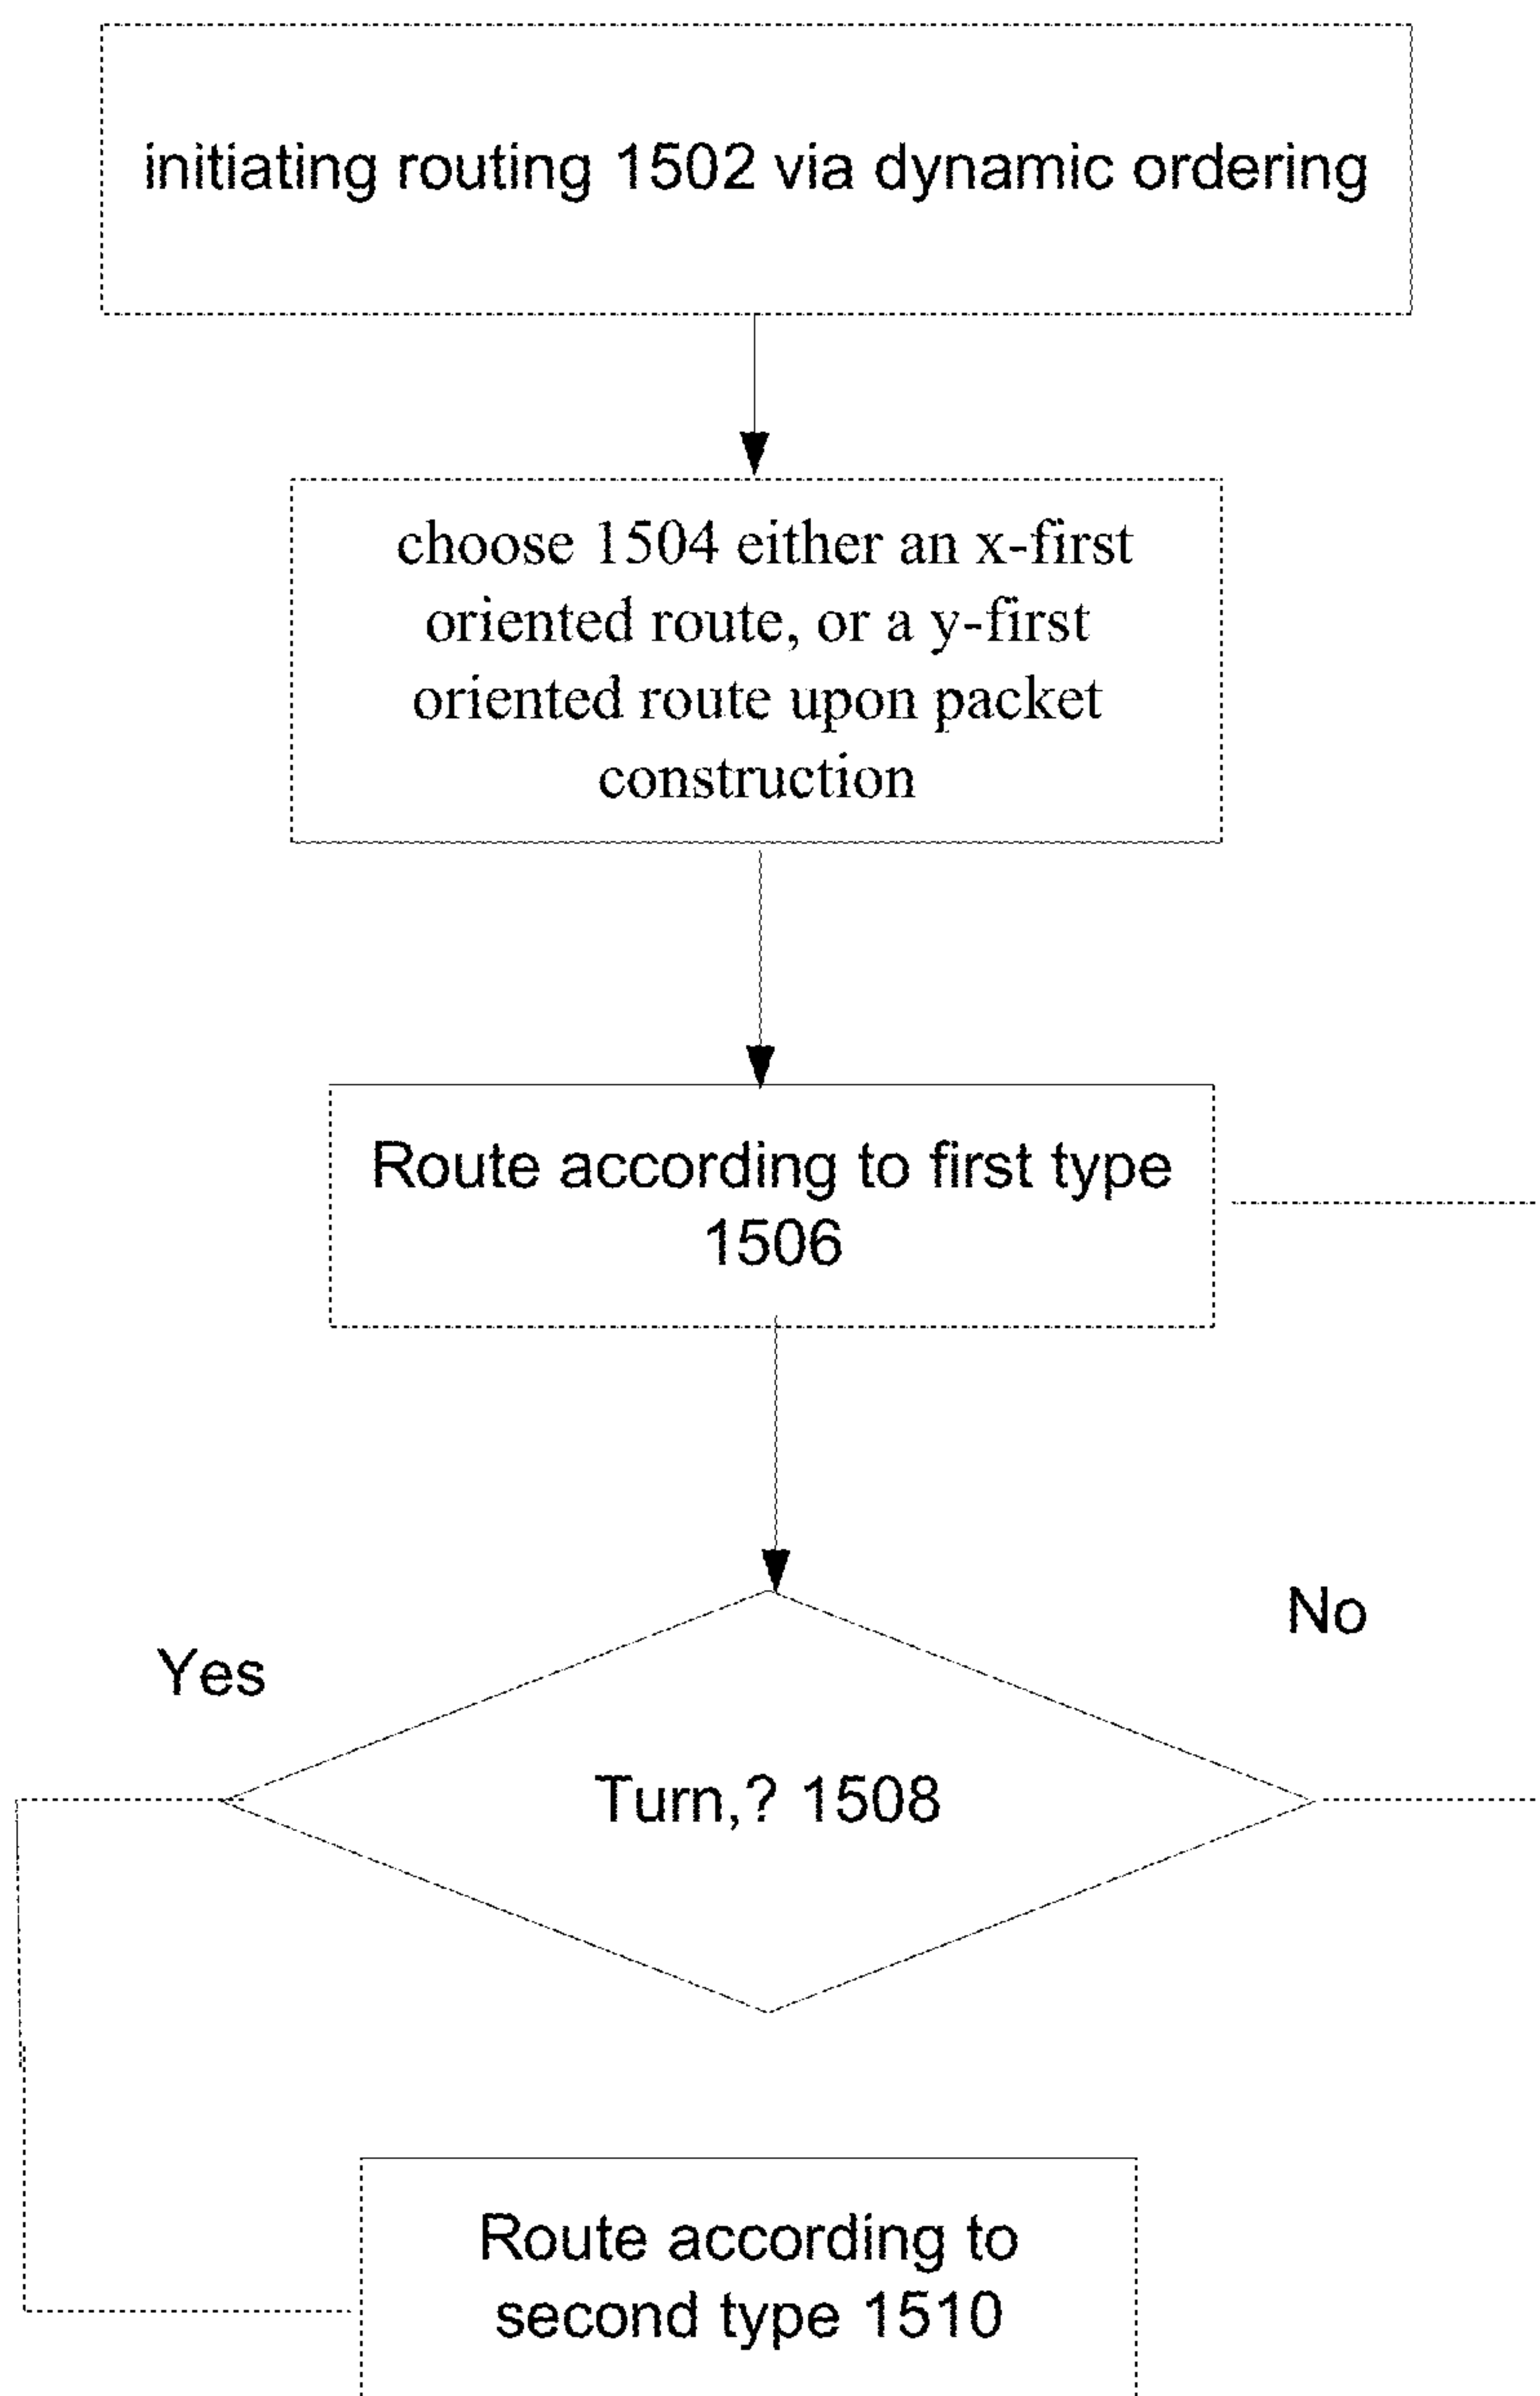 initiating routing 1502 via dynamic ordering
choose 1504 either an x-first
oriented route, or a y-first
oriented route upon packet
construction
Route according to first type
1506
No
Yes
Turn,? 1508
Route according to
second type 1510